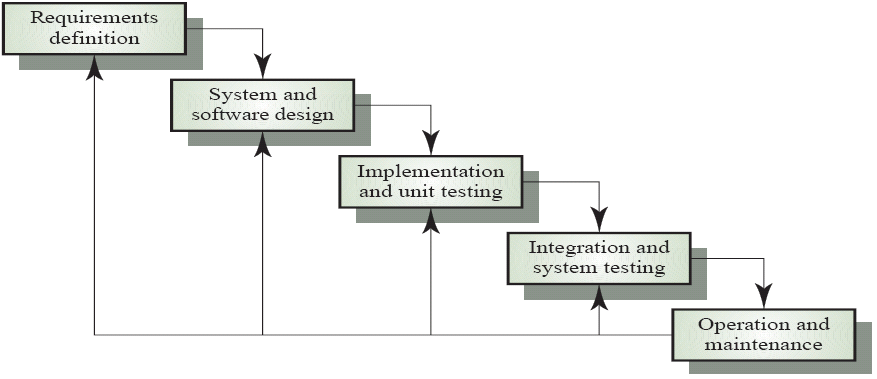 Requirements
definition
System and
software design
Implementation
and unit testing
Integration and
system testing
Operation and
maintenance